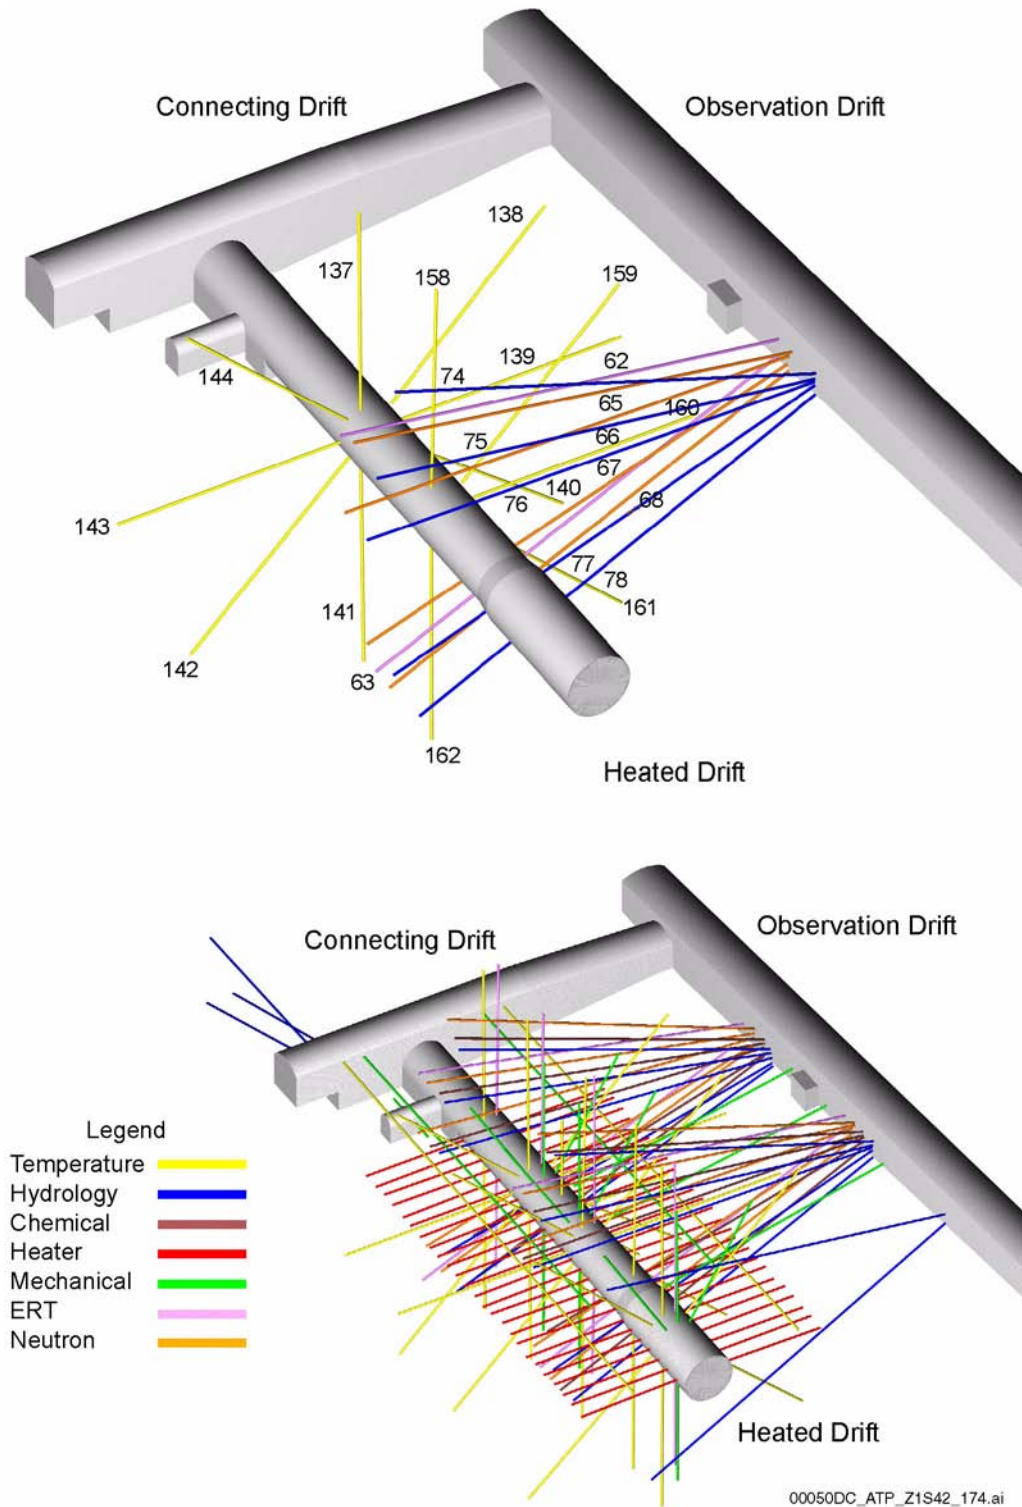 Connecting Drift
Observation Drift
138
137
158
159
139
62
144
74
65
160
75
66
67
140
76
68
143
77
78
141
161
142
63
162
Heated Drift
Connecting Drift
Observation Drift
Legend
Temperature
Hydrology
Chemical
Heater
Mechanical
ERT
Neutron
Heated Drift
00050DC_ATP_Z1S42_174.ai